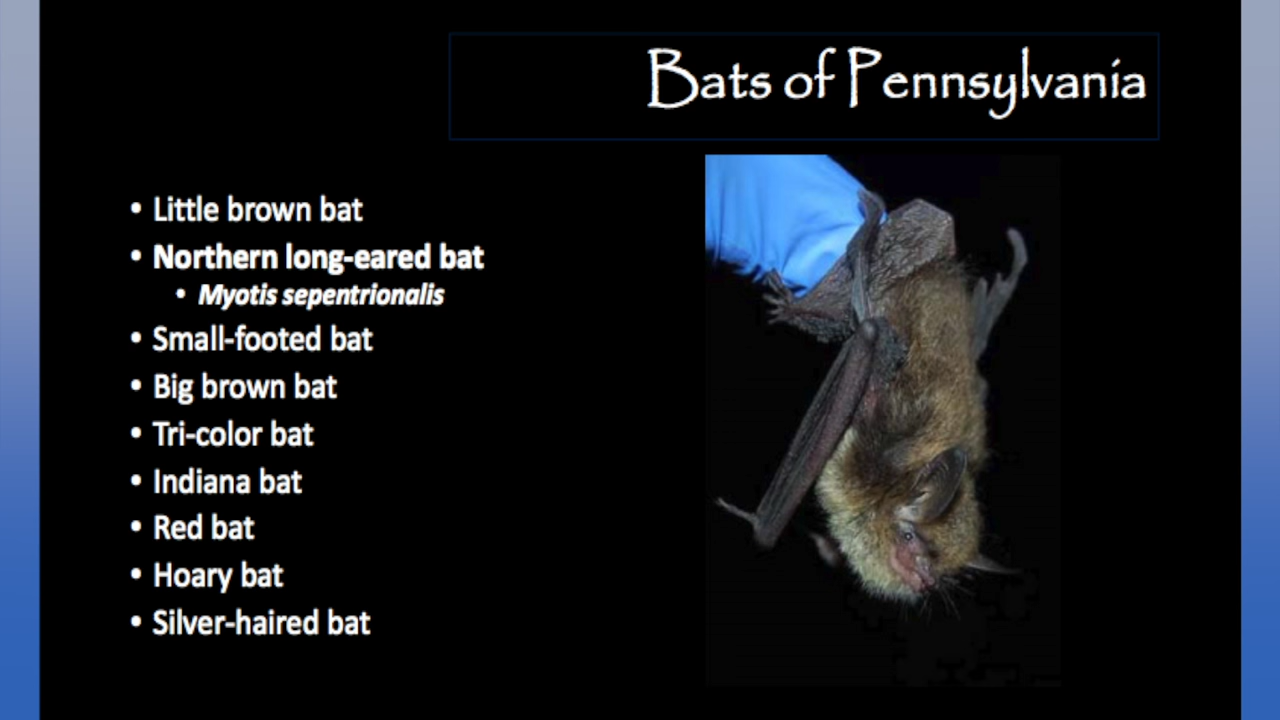 Bats of Pennsylvania
• Little brown bat
• Northern long-eared bat
• Myotis sepentrionalis
• Small-footed bat
• Big brown bat
• Tri-color bat
• Indiana bat
• Red bat
• Hoary bat
• Silver-haired bat